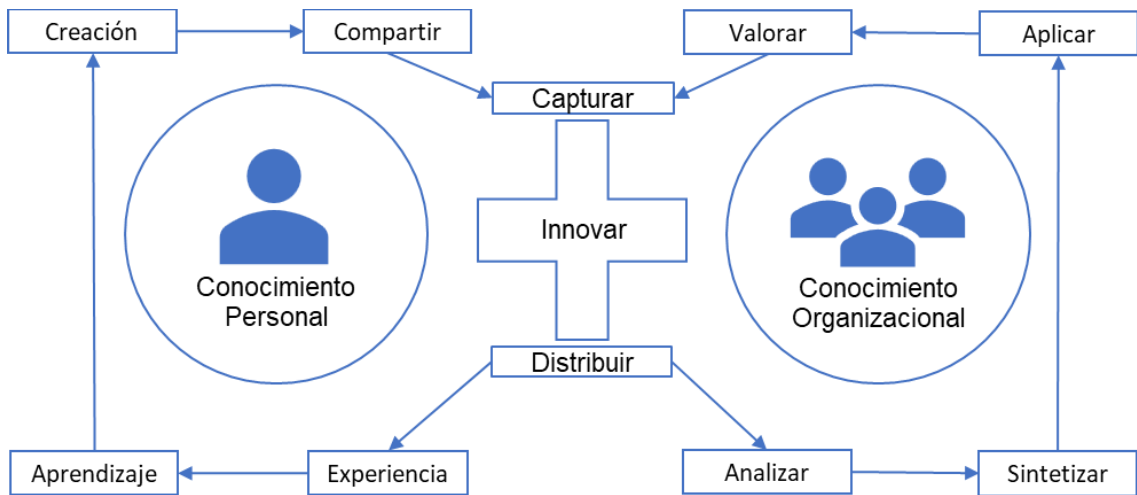 Creación
Compartir
Valorar
Aplicar
Capturar
Innovar
Conocimiento
Personal
Conocimiento
Organizacional
Distribuir
Aprendizaje
Experiencia
Analizar
Sintetizar